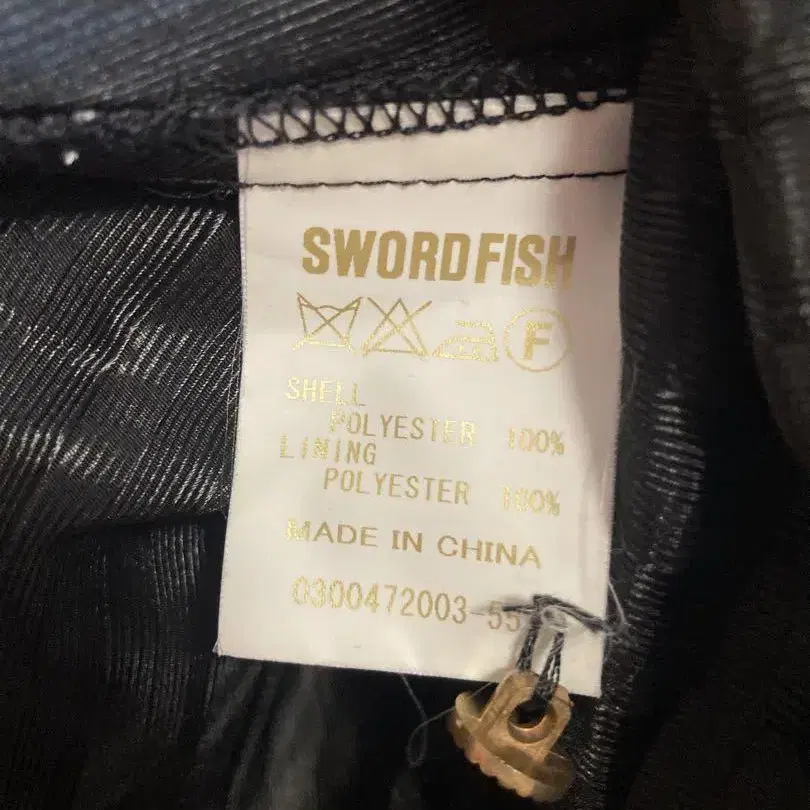 SWORDFISH
F
SHELL
POLYESTER 100%
LINING
POLYESTER 100%
MADE IN CHINA
0300472003-55